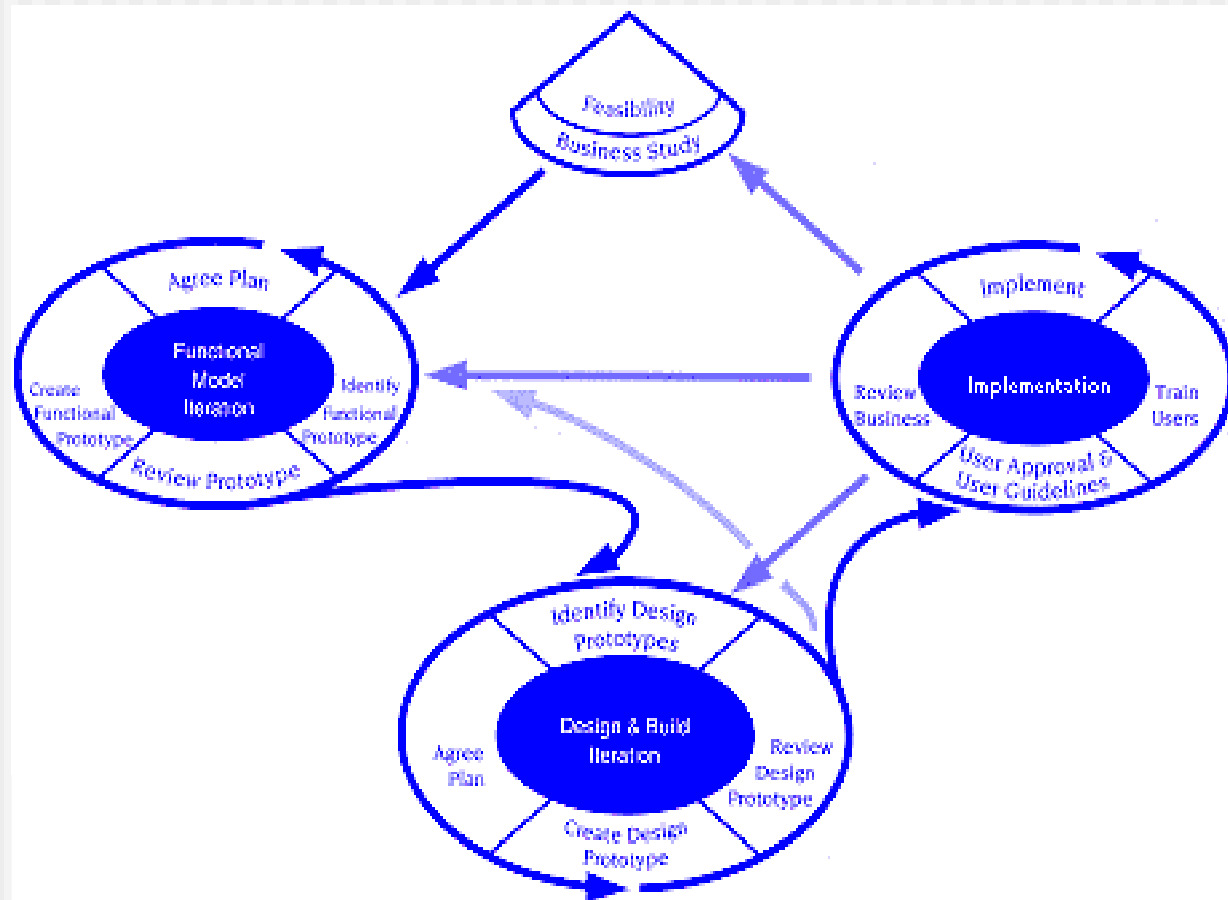 Feasibility
Business Study
Agree Plan
Functional
Model
Iteration
Create
Functional
Prototype
Identify
Functional
Prototype
Review Prototype
Implement
Implementation
Review
Business
Train
Users
User Approval &
User Guidelines
Identify Design
Prototypes
Design & Build
Iteration
Agree
Plan
Review
Design
Prototype
Create Design
Prototype